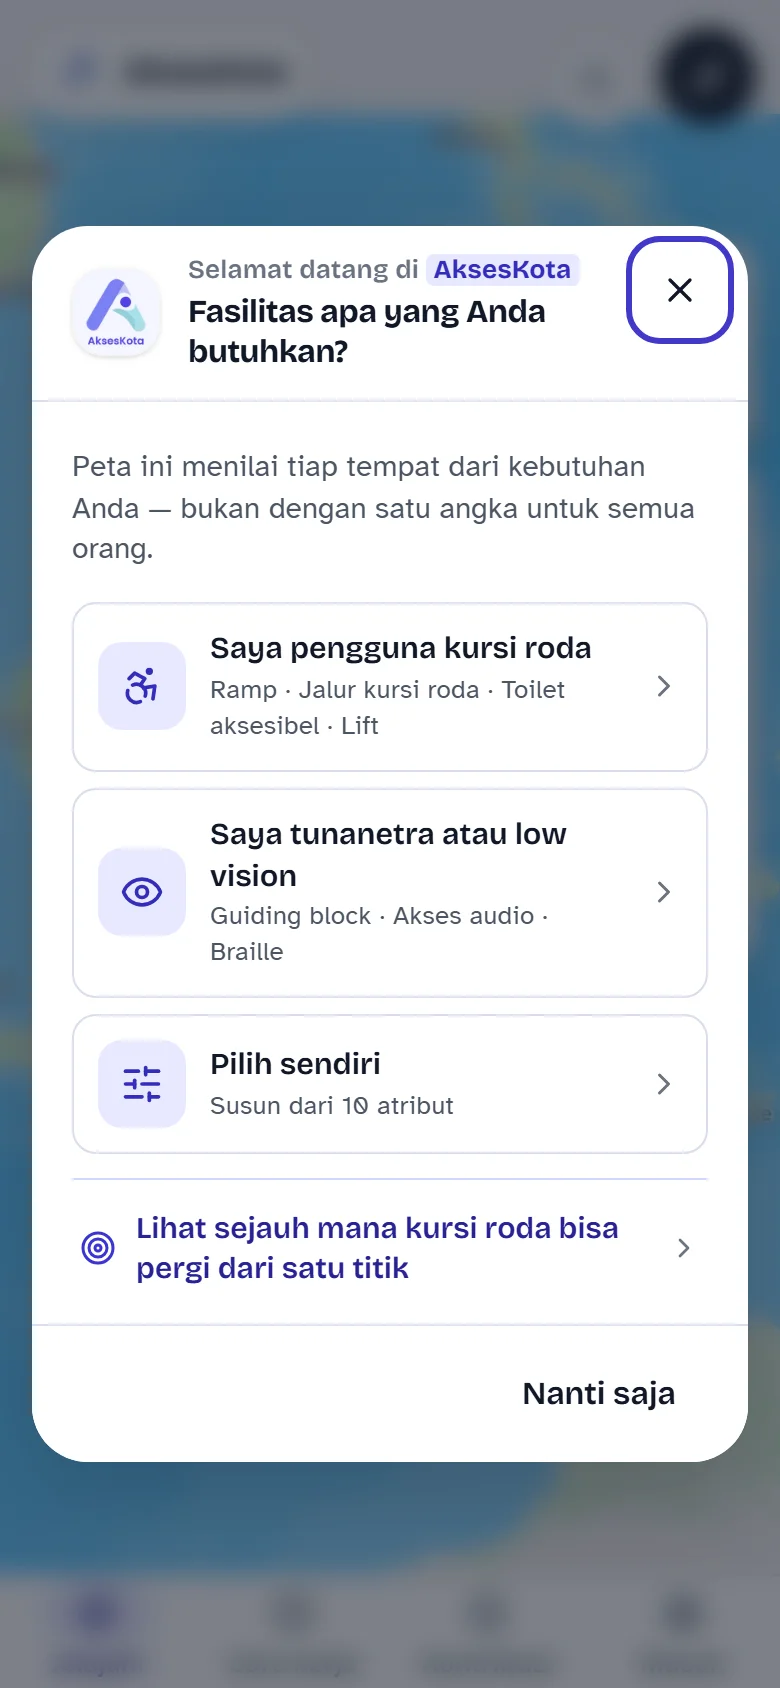 Selamat datang di AksesKota
Fasilitas apa yang Anda
butuhkan?
AksesKota
Peta ini menilai tiap tempat dari kebutuhan
Anda — bukan dengan satu angka untuk semua
orang.
Saya pengguna kursi roda
Ramp · Jalur kursi roda · Toilet
aksesibel · Lift
Saya tunanetra atau low
vision
Guiding block · Akses audio ·
Braille
Pilih sendiri
Susun dari 10 atribut
Lihat sejauh mana kursi roda bisa
pergi dari satu titik
Nanti saja